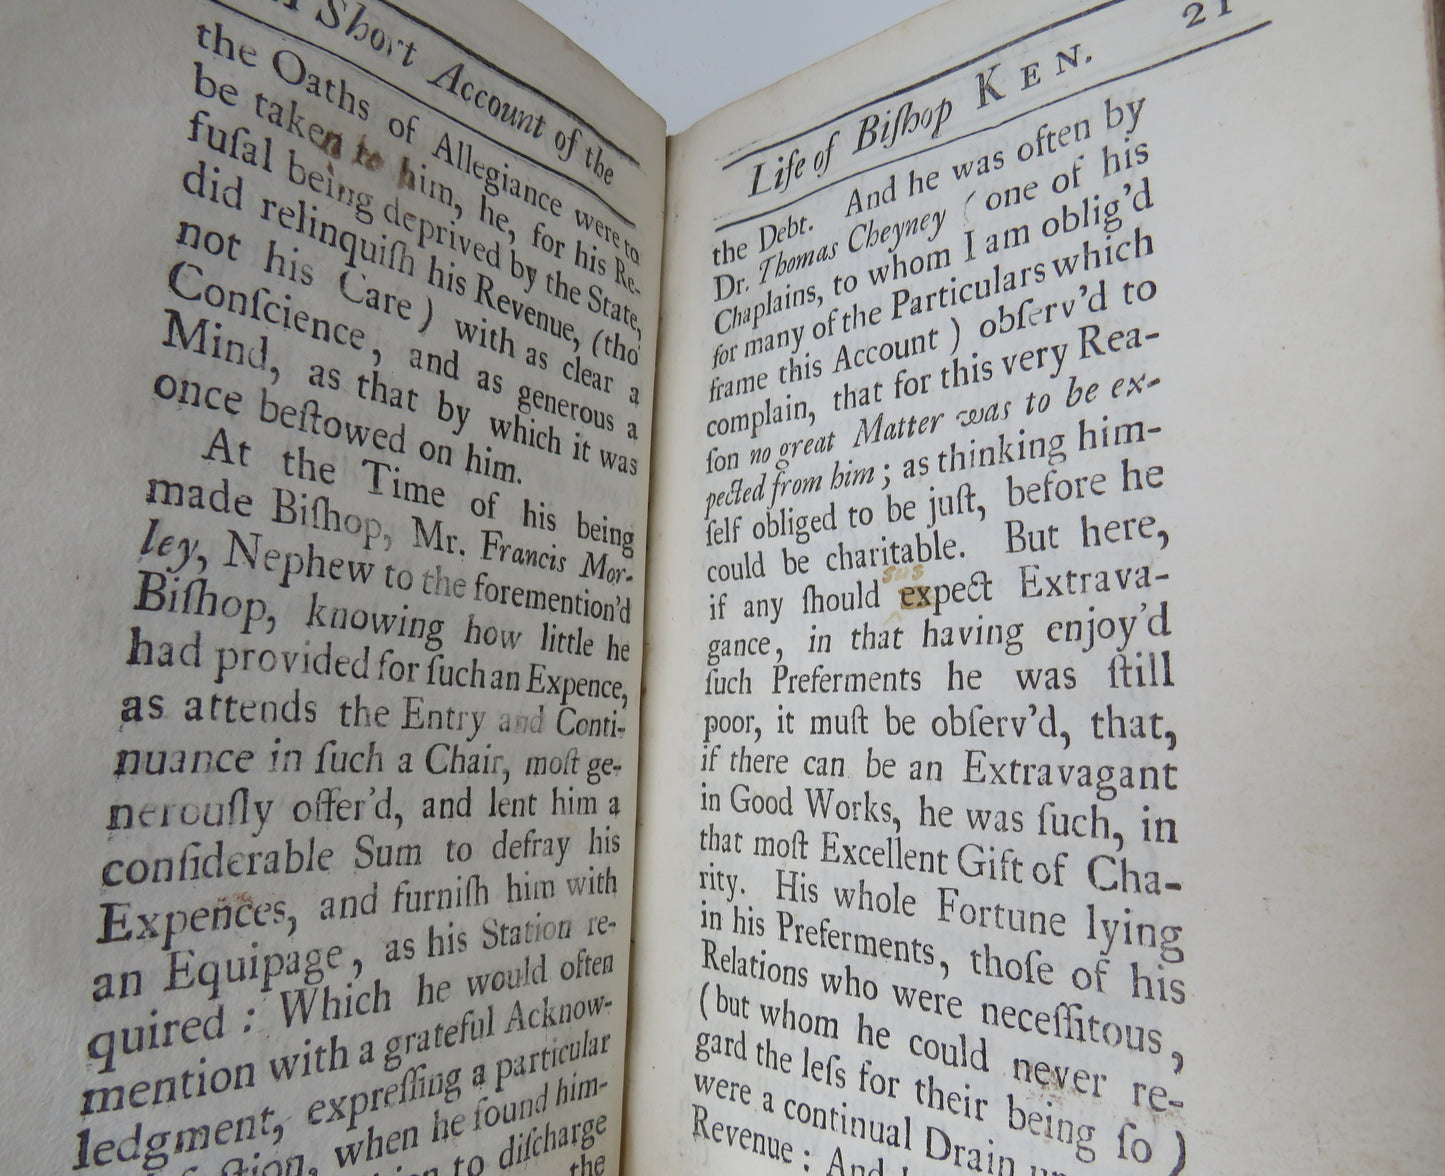 Short Account of the
the Oaths of Allegiance were to
be taken to him, he, for his Re-
fuſal being deprived by the State,
did relinquiſh his Revenue, (tho'
not his Care) with as clear a
Conſcience, and as generous a
Mind, as that by which it was
once beſtowed on him.
At the Time of his being
made Biſhop, Mr. Francis Mor-
ley, Nephew to the foremention'd
Biſhop, knowing how little he
had provided for ſuch an Expence,
as attends the Entry and Conti-
nuance in ſuch a Chair, moſt ge-
nerouſly offer'd, and lent him a
conſiderable Sum to defray his
Expences, and furniſh him with
an Equipage, as his Station re-
quired : Which he would often
mention with a grateful Acknow-
ledgment, expreſſing a particular
when he found him-
to diſcharge
the
Life of Biſhop KEN. 21
the Debt. And he was often by
Dr. Thomas Cheyney (one of his
Chaplains, to whom I am oblig'd
for many of the Particulars which
frame this Account) obſerv'd to
complain, that for this very Rea-
ſon no great Matter was to be ex-
pected from him; as thinking him-
ſelf obliged to be juſt, before he
could be charitable. But here,
sus
if any ſhould expect Extrava-
gance, in that having enjoy'd
ſuch Preferments he was ſtill
poor, it muſt be obſerv'd, that,
if there can be an Extravagant
in Good Works, he was ſuch, in
that moſt Excellent Gift of Cha-
rity. His whole Fortune lying
in his Preferments, thoſe of his
Relations who were neceſſitous,
(but whom he could never re-
gard the leſs for their being ſo)
were a continual Drain
Revenue: And